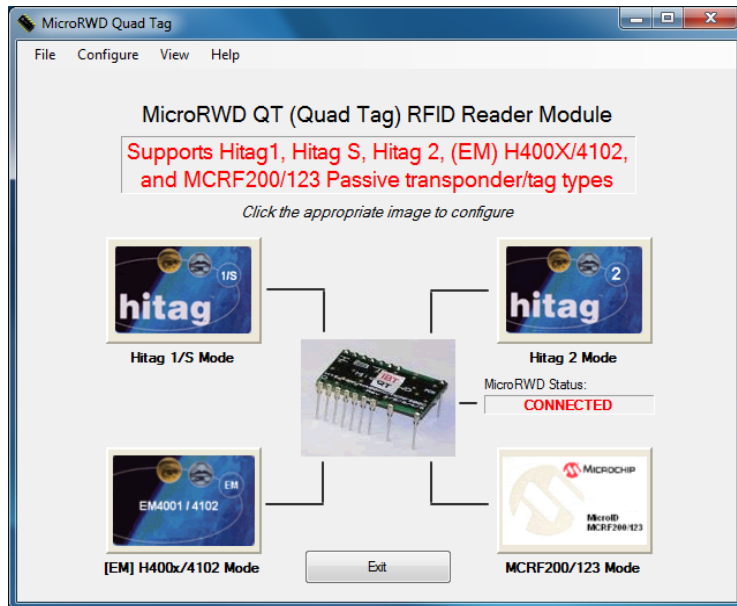 MicroRWD Quad Tag
File Configure View Help
MicroRWD QT (Quad Tag) RFID Reader Module
Supports Hitag1, Hitag S, Hitag 2, (EM) H400X/4102,
and MCRF200/123 Passive transponder/tag types
Click the appropriate image to configure
1/S
hitag
Hitag 1/S Mode
2
hitag
Hitag 2 Mode
IBT
QT
MicroRWD Status:
CONNECTED
EM
EM4001 / 4102
[EM] H400x/4102 Mode
MICROCHIP
MicroID
MCRF200/123
MCRF200/123 Mode
Exit